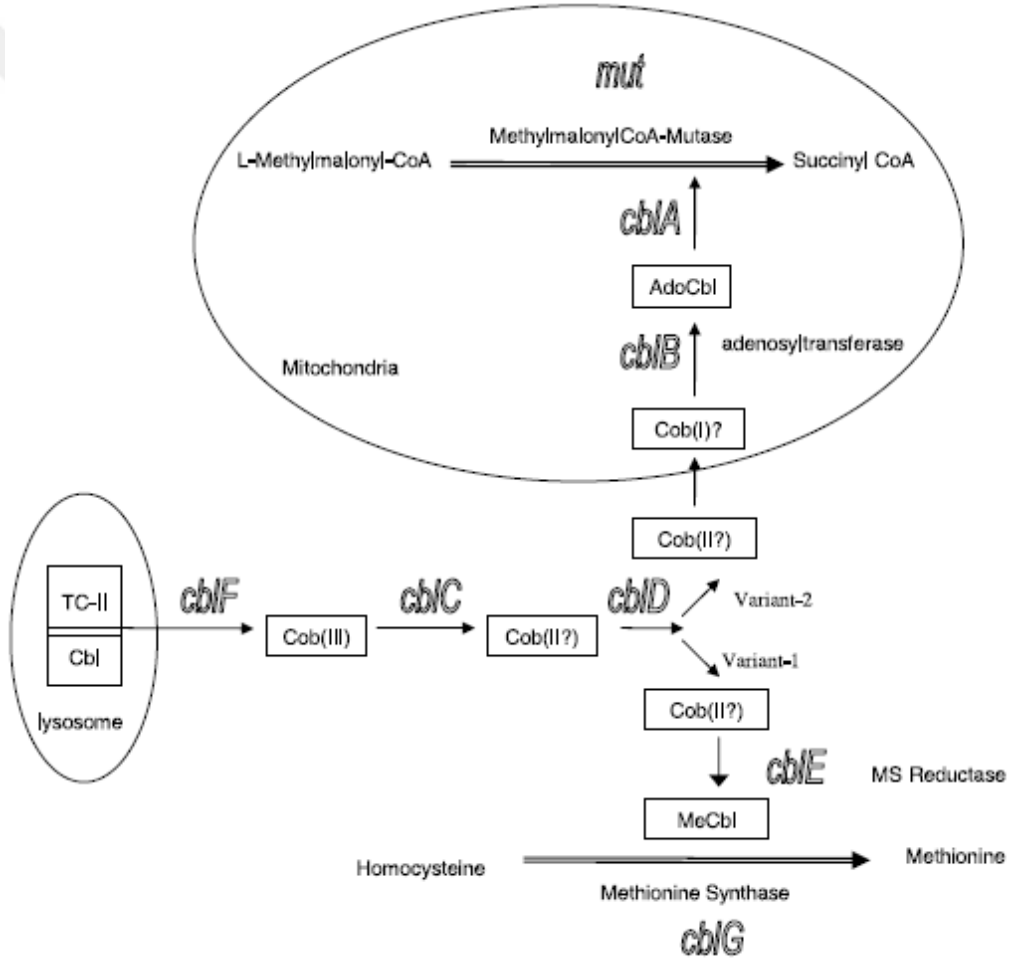 mut
MethylmalonylCoA-Mutase
L-Methylmalonyl-CoA
Succinyl CoA
cblA
AdoCbl
cblB
adenosyltransferase
Mitochondria
Cob(I)?
Cob(II?)
TC-II
cblF
cblC
cblD
Variant-2
Cob(III)
Cob(II?)
Cbl
Variant-1
lysosome
Cob(II?)
cblE
MS Reductase
MeCbl
Homocysteine
Methionine
Methionine Synthase
cblG